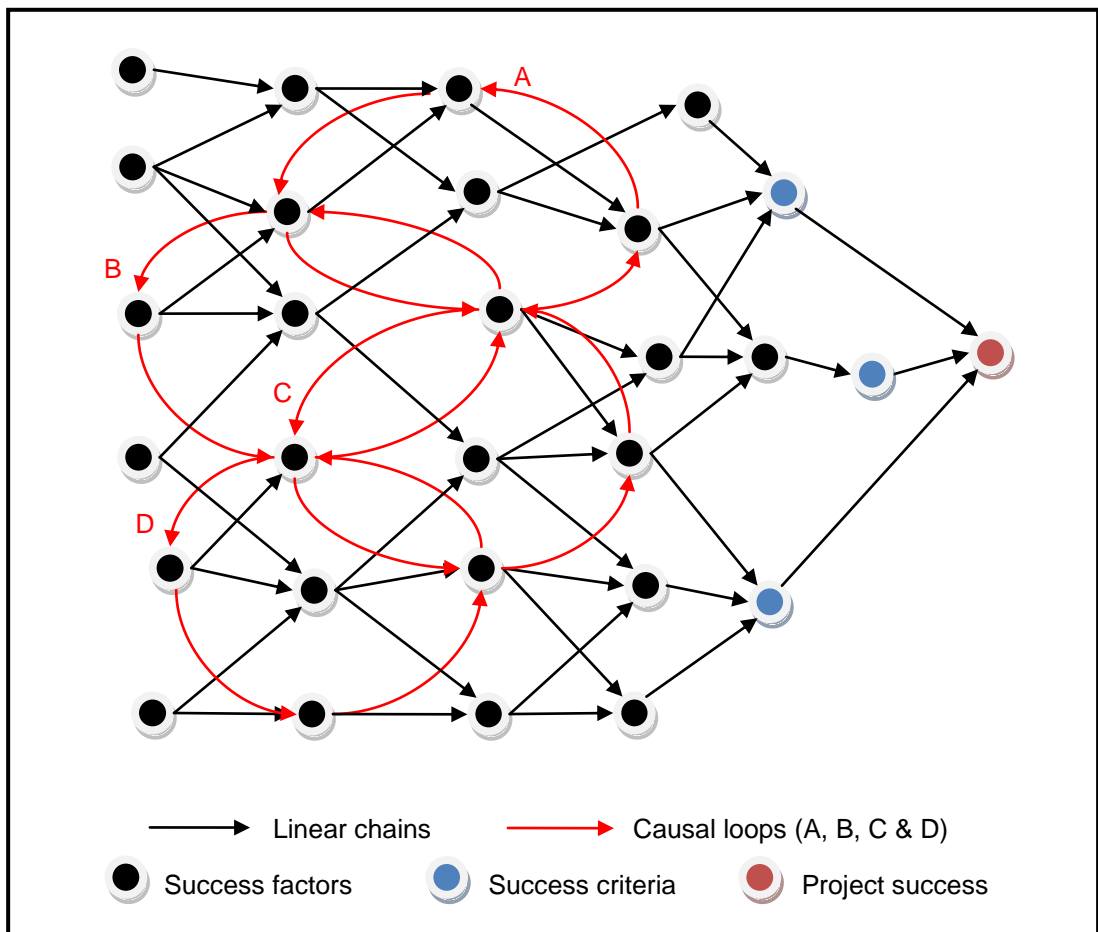 A
B
C
D
Linear chains
Causal loops (A, B, C & D)
Success factors
Success criteria
Project success